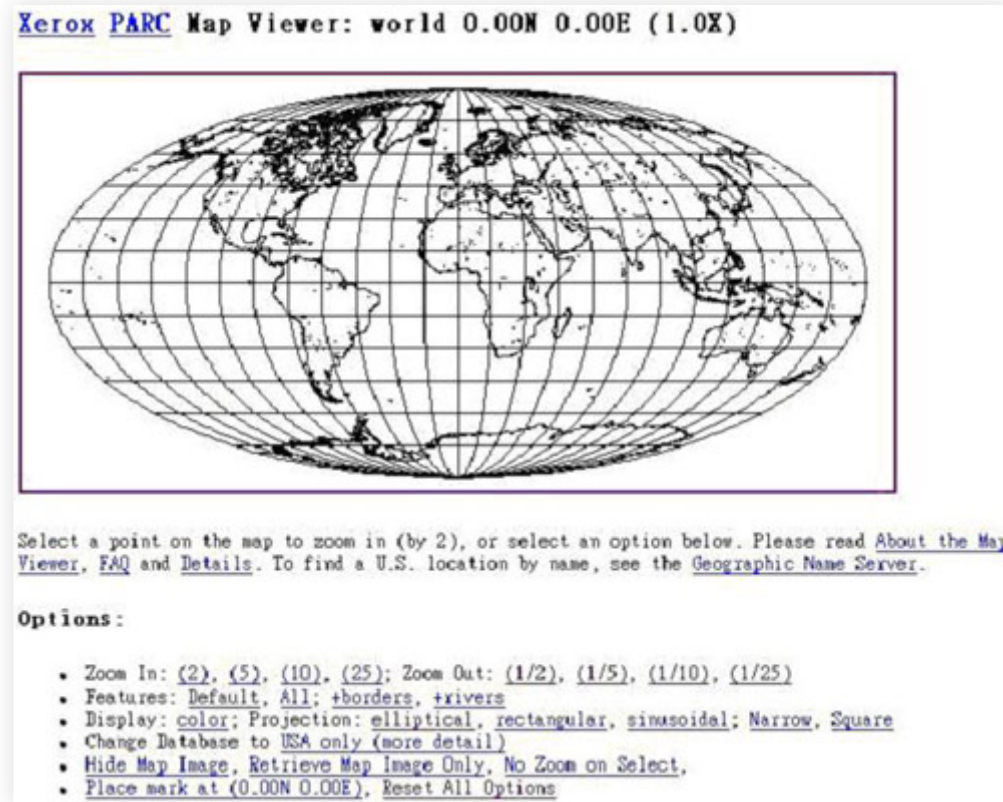 Xerox PARC Map Viewer: world 0.00N 0.00E (1.0X)
Select a point on the map to zoom in (by 2), or select an option below. Please read About the Map
Viewer, FAQ and Details. To find a U.S. location by name, see the Geographic Name Server.
Options:
• Zoom In: (2), (5), (10), (25); Zoom Out: (1/2), (1/5), (1/10), (1/25)
• Features: Default, All; +borders, +rivers
• Display: color; Projection: elliptical, rectangular, sinusoidal; Narrow, Square
• Change Database to USA only (more detail)
• Hide Map Image, Retrieve Map Image Only, No Zoom on Select,
• Place mark at (0.00N 0.00E), Reset All Options